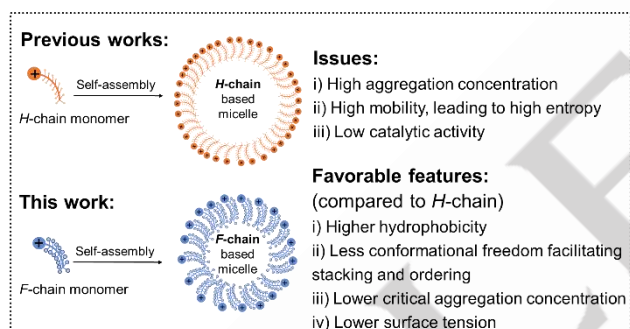 Previous works:
Self-assembly
H-chain monomer
H-chain
based
micelle
Issues:
i) High aggregation concentration
ii) High mobility, leading to high entropy
iii) Low catalytic activity
This work:
Self-assembly
F-chain monomer
F-chain
based
micelle
Favorable features:
(compared to H-chain)
i) Higher hydrophobicity
ii) Less conformational freedom facilitating
stacking and ordering
iii) Lower critical aggregation concentration
iv) Lower surface tension